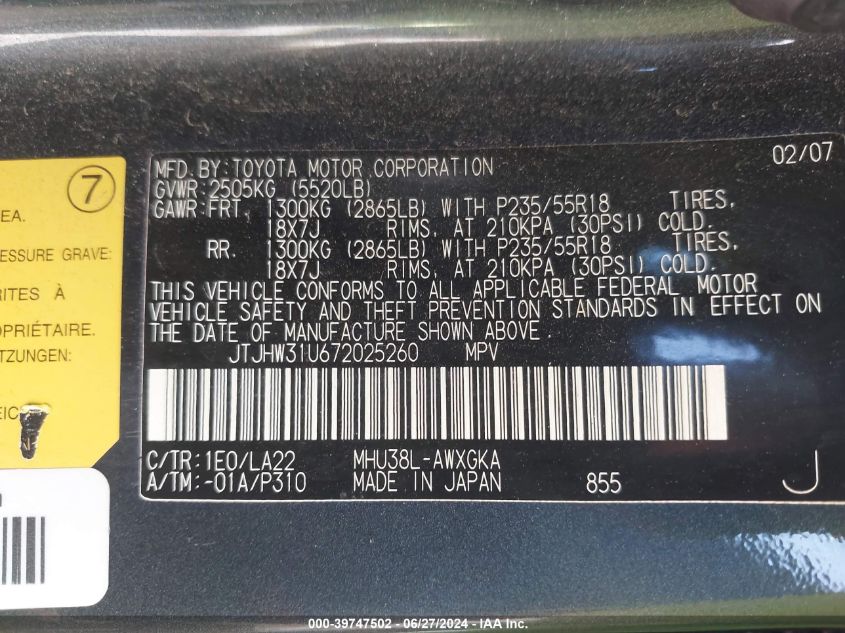 MFD. BY: TOYOTA MOTOR CORPORATION 02/07
GVWR: 2505KG (5520LB)
GAWR: FRT. 1300KG (2865LB) WITH P235/55R18 TIRES,
18X7J RIMS, AT 210KPA (30PSI) COLD.
RR. 1300KG (2865LB) WITH P235/55R18 TIRES,
18X7J RIMS, AT 210KPA (30PSI) COLD.
THIS VEHICLE CONFORMS TO ALL APPLICABLE FEDERAL MOTOR
VEHICLE SAFETY AND THEFT PREVENTION STANDARDS IN EFFECT ON
THE DATE OF MANUFACTURE SHOWN ABOVE.
JTJHW31U672025260 MPV
C/TR: 1E0/LA22 MHU38L-AWXGKA
A/TM: -01A/P310 MADE IN JAPAN 855 J
7
EA.
ESSURE GRAVE:
RITES À
OPRIÉTAIRE.
TZUNGEN:
EIC
000-39747502 - 06/27/2024 - IAA Inc.